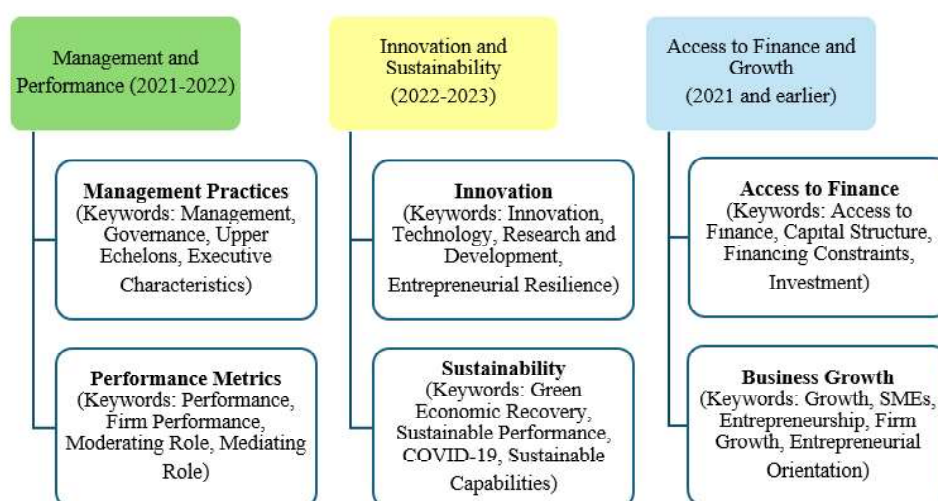 Management and
Performance (2021-2022)
Innovation and
Sustainability
(2022-2023)
Access to Finance and
Growth
(2021 and earlier)
Management Practices
(Keywords: Management,
Governance, Upper
Echelons, Executive
Characteristics)
Innovation
(Keywords: Innovation,
Technology, Research and
Development,
Entrepreneurial Resilience)
Access to Finance
(Keywords: Access to
Finance, Capital Structure,
Financing Constraints,
Investment)
Performance Metrics
(Keywords: Performance,
Firm Performance,
Moderating Role, Mediating
Role)
Sustainability
(Keywords: Green
Economic Recovery,
Sustainable Performance,
COVID-19, Sustainable
Capabilities)
Business Growth
(Keywords: Growth, SMEs,
Entrepreneurship, Firm
Growth, Entrepreneurial
Orientation)